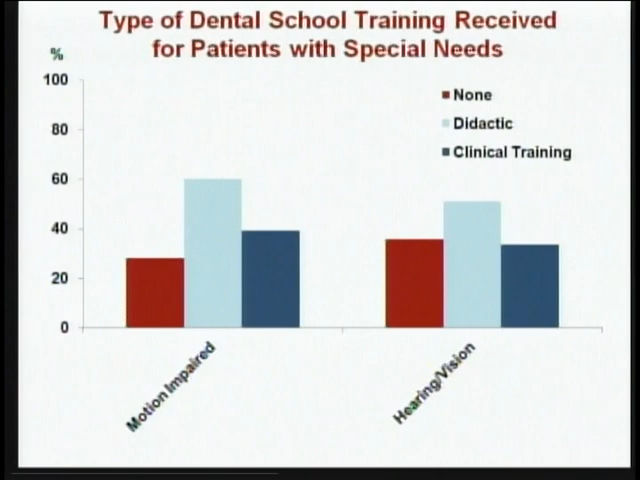 Type of Dental School Training Received
for Patients with Special Needs
%
100
80
60
40
20
0
None
Didactic
Clinical Training
Motion Impaired
Hearing/Vision